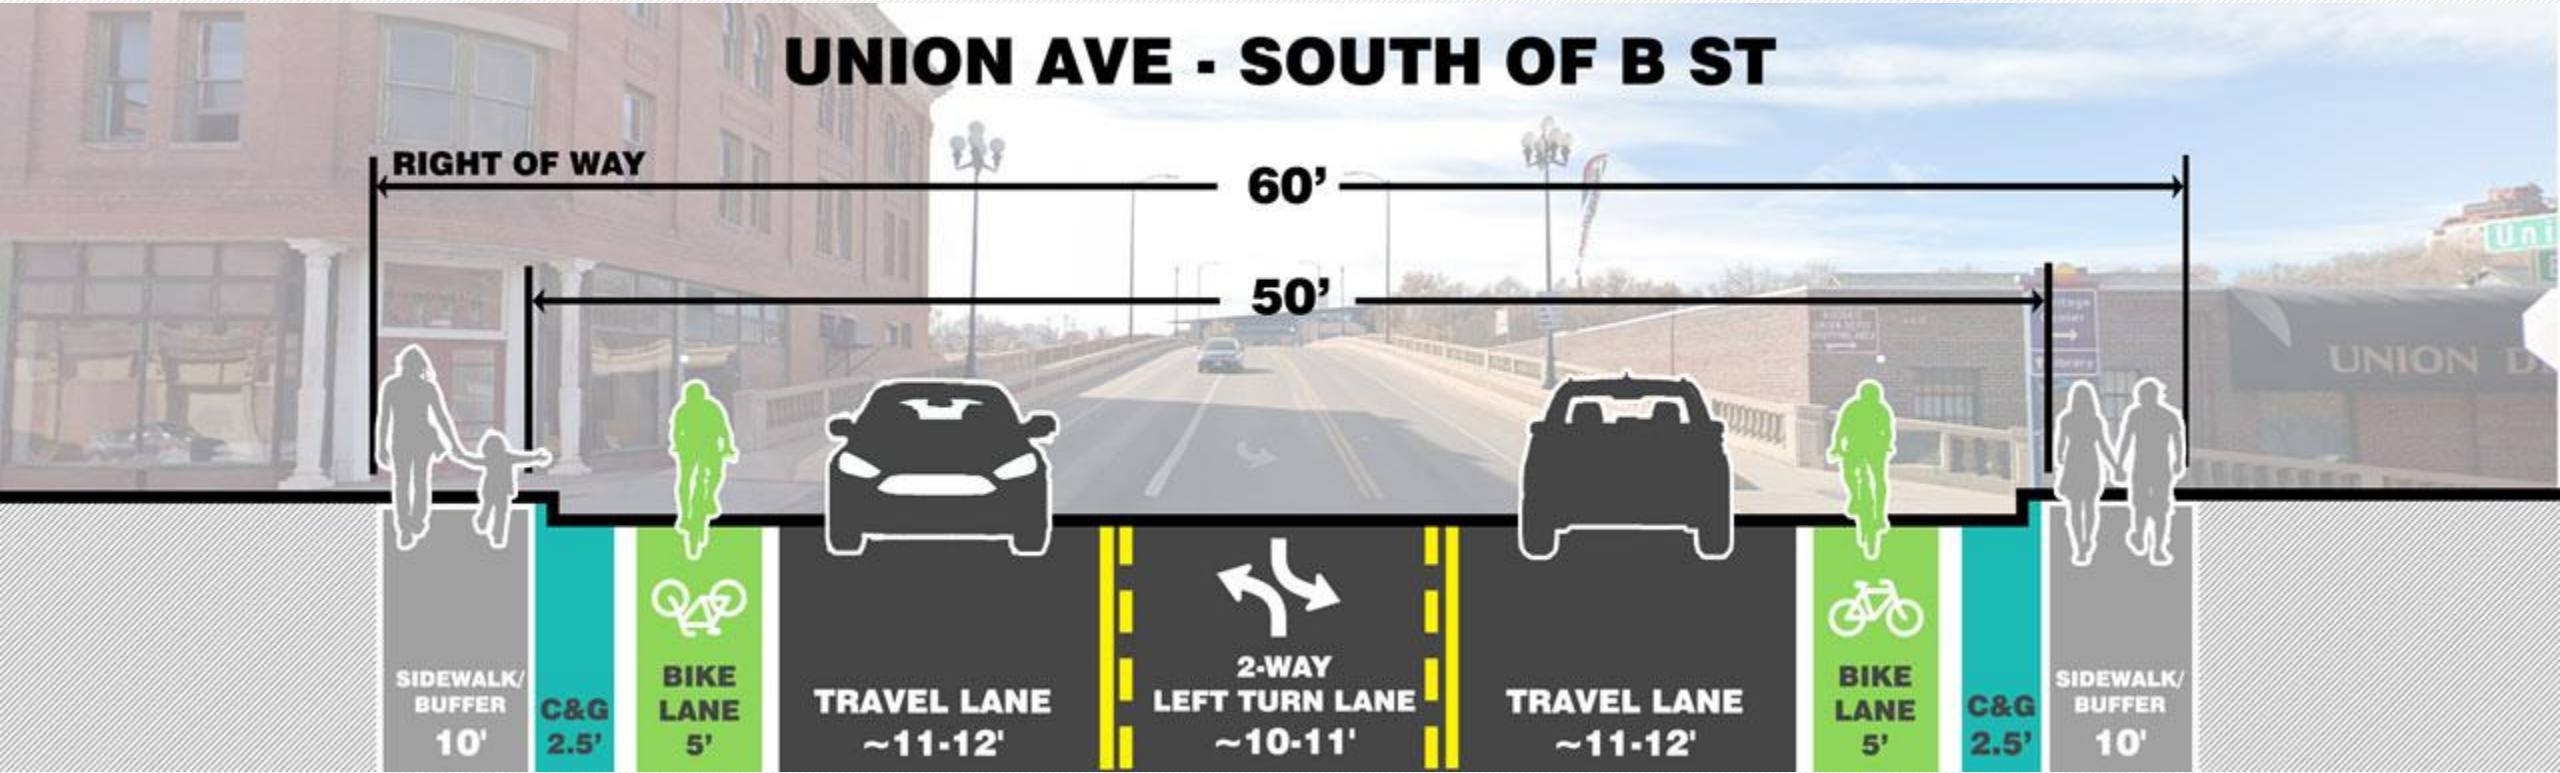 UNION AVE - SOUTH OF B ST
RIGHT OF WAY
60’
50’
Uni
UNION D
SIDEWALK/
BUFFER
10'
C&G
2.5’
BIKE
LANE
5’
TRAVEL LANE
~11-12'
2-WAY
LEFT TURN LANE
~10-11'
TRAVEL LANE
~11-12'
BIKE
LANE
5’
C&G
2.5’
SIDEWALK/
BUFFER
10'